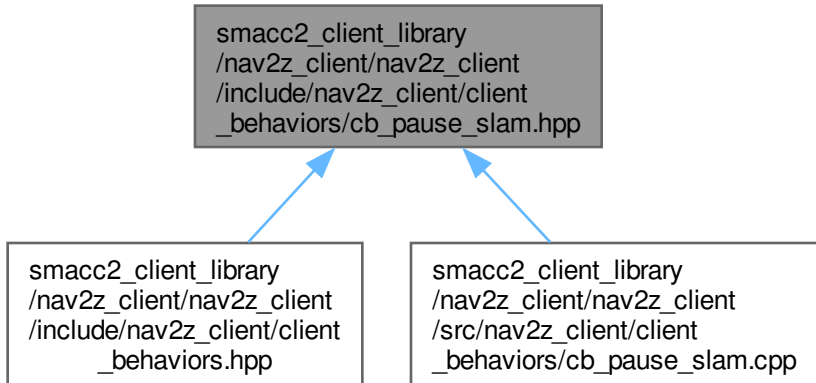 smacc2_client_library
/nav2z_client/nav2z_client
/include/nav2z_client/client
_behaviors/cb_pause_slam.hpp
smacc2_client_library
/nav2z_client/nav2z_client
/include/nav2z_client/client
_behaviors.hpp
smacc2_client_library
/nav2z_client/nav2z_client
/src/nav2z_client/client
_behaviors/cb_pause_slam.cpp